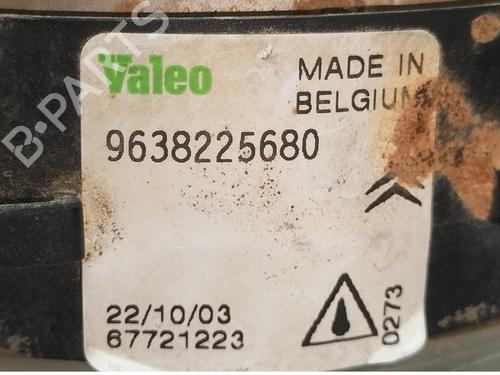 B-PARTS
Valeo
MADE IN
BELGIUM
9638225680
22/10/03
67721223
0273